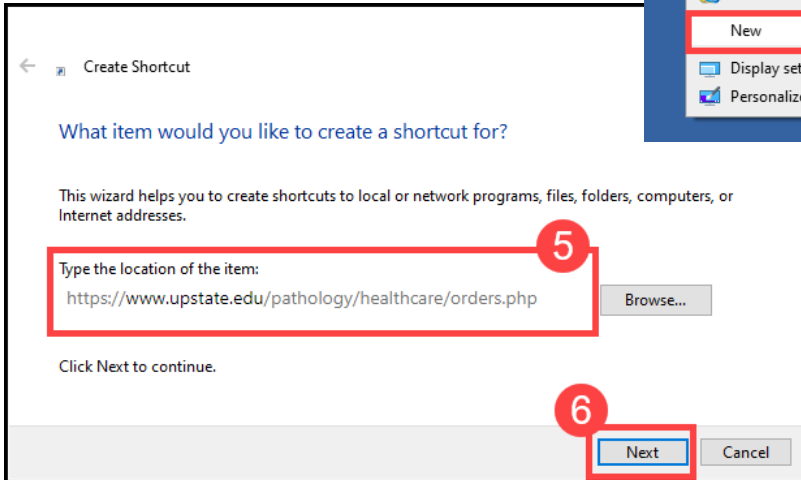 New
Display set
Personalize
Create Shortcut
What item would you like to create a shortcut for?
This wizard helps you to create shortcuts to local or network programs, files, folders, computers, or
Internet addresses.
5
Type the location of the item:
https://www.upstate.edu/pathology/healthcare/orders.php
Browse...
Click Next to continue.
6
Next
Cancel